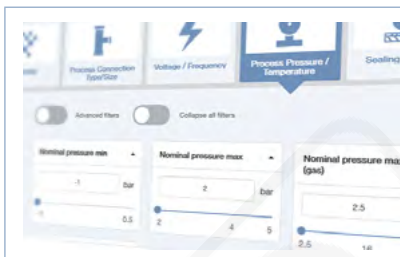 Process Connection
Type/Size
Voltage / Frequency
Process Pressure /
Temperature
Sealing
Advanced filters
Collapse all filters
Nominal pressure min
-1
bar
-1
0.5
Nominal pressure max
2
bar
2
4
5
Nominal pressure max
(gas)
2.5
2.5
16